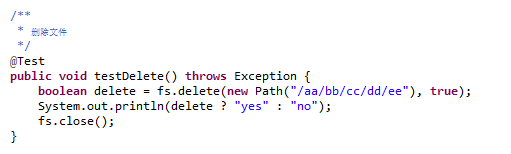 /**
 * 删除文件
 */
@Test
public void testDelete() throws Exception {
    boolean delete = fs.delete(new Path("/aa/bb/cc/dd/ee"), true);
    System.out.println(delete ? "yes" : "no");
    fs.close();
}